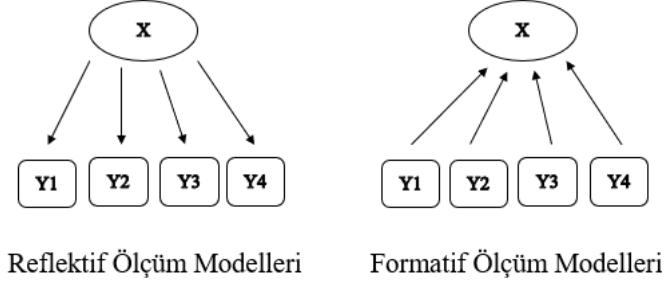 X
X
Y1 Y2 Y3 Y4
Y1 Y2 Y3 Y4
Reflektif Ölçüm Modelleri
Formatif Ölçüm Modelleri